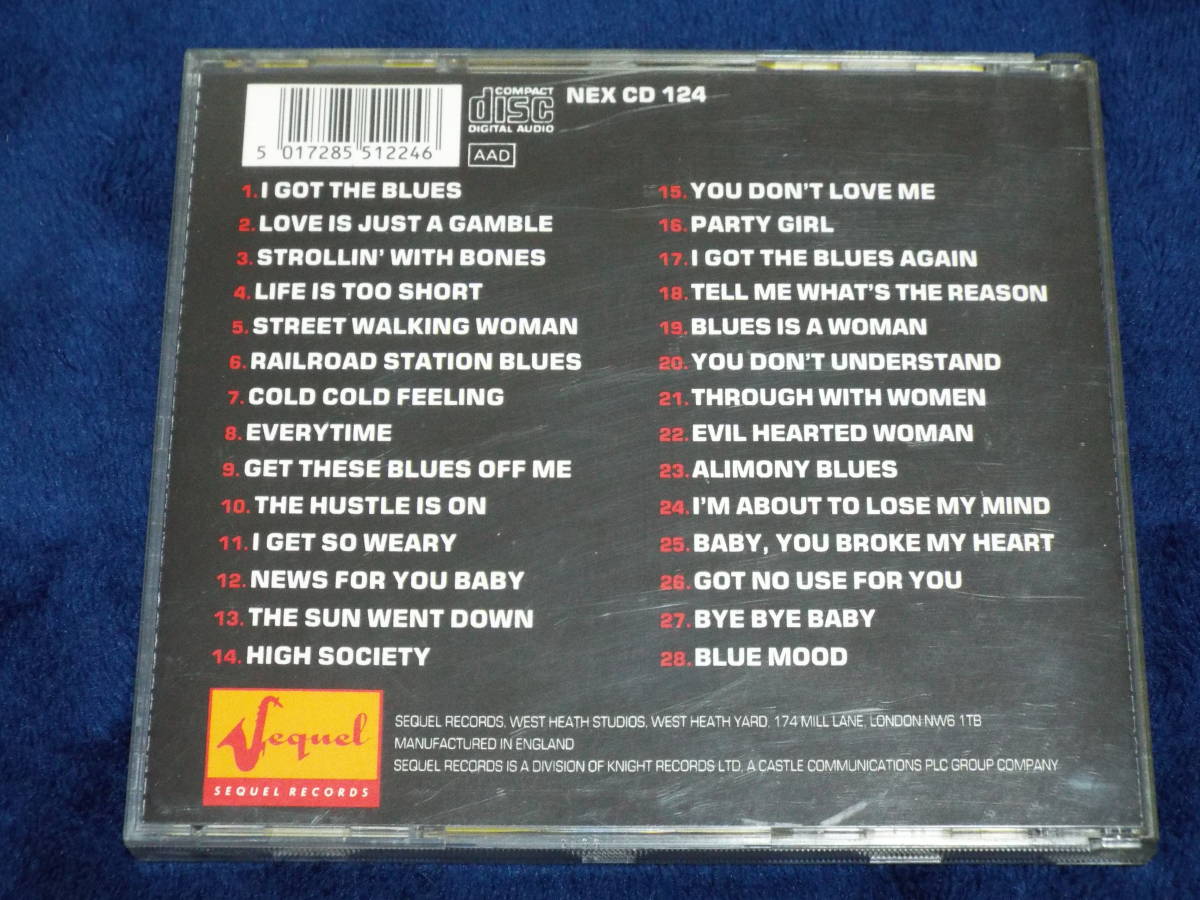 5 017285 512246
COMPACT
disc
DIGITAL AUDIO
NEX CD 124
AAD
1. I GOT THE BLUES
2. LOVE IS JUST A GAMBLE
3. STROLLIN' WITH BONES
4. LIFE IS TOO SHORT
5. STREET WALKING WOMAN
6. RAILROAD STATION BLUES
7. COLD COLD FEELING
8. EVERYTIME
9. GET THESE BLUES OFF ME
10. THE HUSTLE IS ON
11. I GET SO WEARY
12. NEWS FOR YOU BABY
13. THE SUN WENT DOWN
14. HIGH SOCIETY
15. YOU DON'T LOVE ME
16. PARTY GIRL
17. I GOT THE BLUES AGAIN
18. TELL ME WHAT'S THE REASON
19. BLUES IS A WOMAN
20. YOU DON'T UNDERSTAND
21. THROUGH WITH WOMEN
22. EVIL HEARTED WOMAN
23. ALIMONY BLUES
24. I'M ABOUT TO LOSE MY MIND
25. BABY, YOU BROKE MY HEART
26. GOT NO USE FOR YOU
27. BYE BYE BABY
28. BLUE MOOD
Sequel
SEQUEL RECORDS
SEQUEL RECORDS, WEST HEATH STUDIOS, WEST HEATH YARD, 174 MILL LANE, LONDON NW6 1TB
MANUFACTURED IN ENGLAND
SEQUEL RECORDS IS A DIVISION OF KNIGHT RECORDS LTD, A CASTLE COMMUNICATIONS PLC GROUP COMPANY